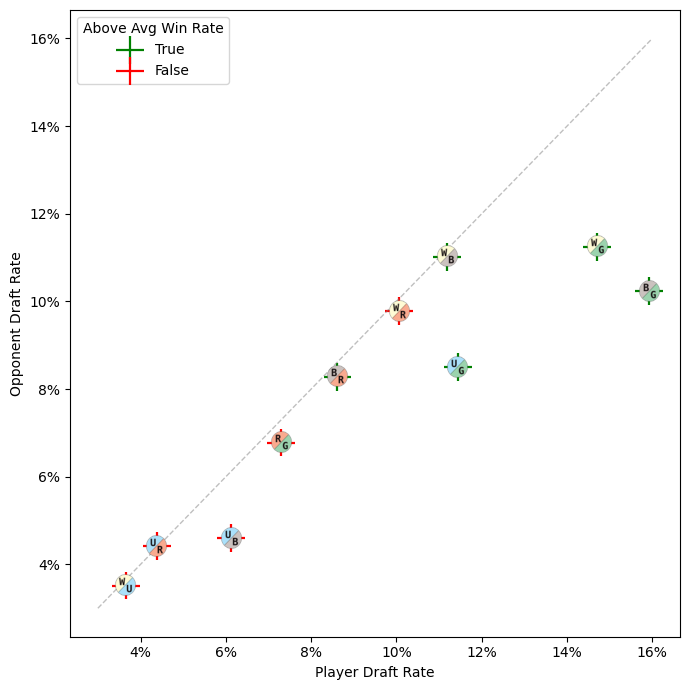 Above Avg Win Rate
True
False
Opponent Draft Rate
16%
14%
12%
10%
8%
6%
4%
W G
B G
W B
W R
U G
B R
R G
U B
U R
W U
4% 6% 8% 10% 12% 14% 16%
Player Draft Rate